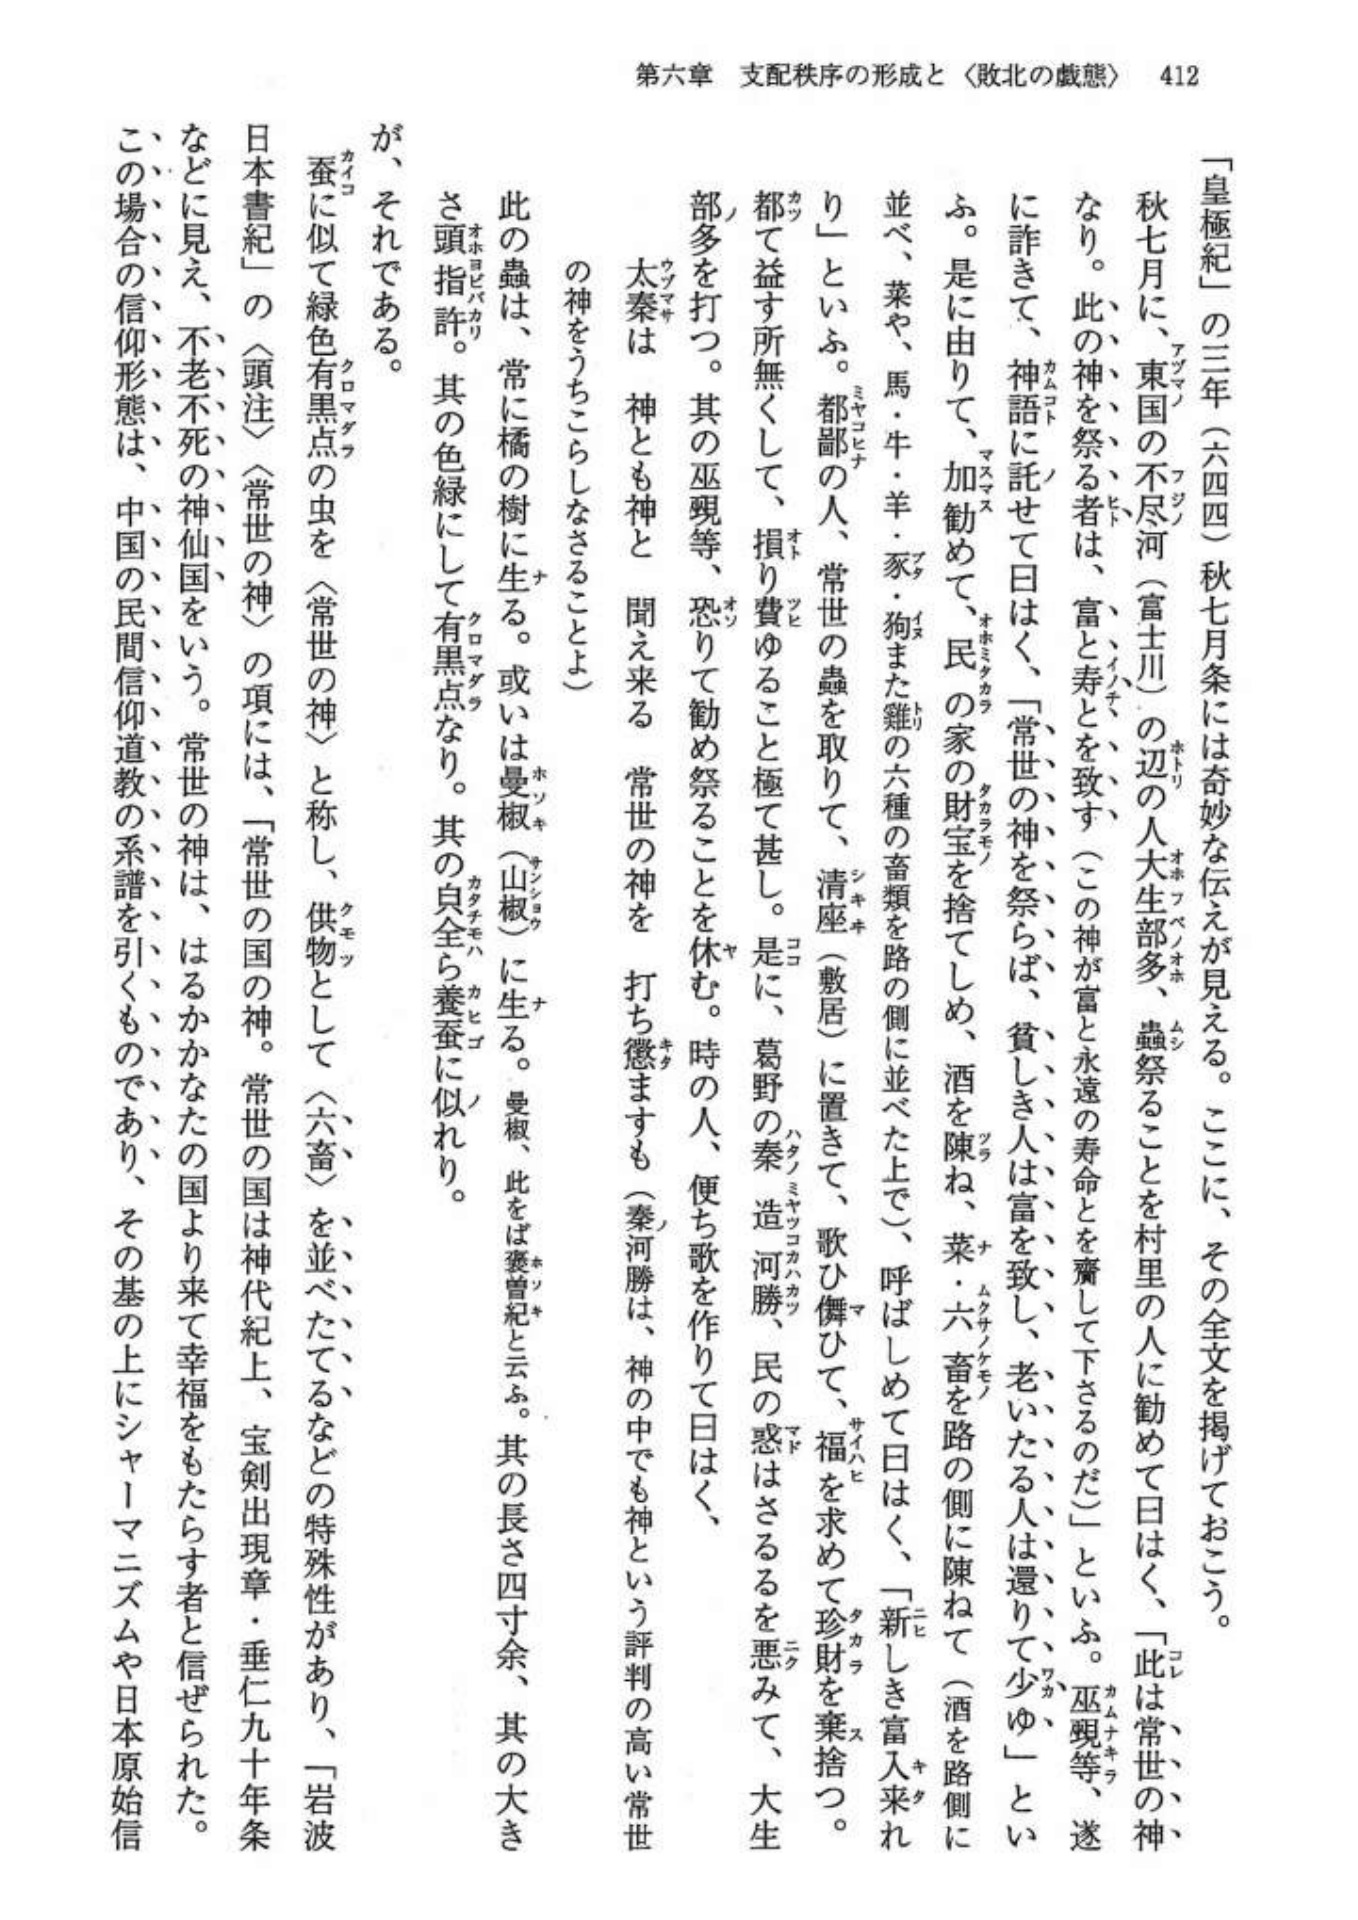 第六章　支配秩序の形成と〈敗北の戯態〉　412
「皇極紀」の三年（六四四）秋七月条には奇妙な伝えが見える。ここに、その全文を掲げておこう。
秋七月に、東国の不尽河（富士川）の辺の人大生部多、蟲祭ることを村里の人に勧めて曰はく、「此は常世の神
なり。此の神を祭る者は、富と寿とを致す（この神が富と永遠の寿命とを齎して下さるのだ）」といふ。巫覡等、遂
に詐きて、神語に託せて曰はく、「常世の神を祭らば、貧しき人は富を致し、老いたる人は還りて少ゆ」とい
ふ。是に由りて、加勧めて、民の家の財宝を捨てしめ、酒を陳ね、菜・六畜を路の側に陳ねて（酒を路側に
並べ、菜や、馬・牛・羊・豕・狗また雞の六種の畜類を路の側に並べた上で）、呼ばしめて曰はく、「新しき富入来れ
り」といふ。都鄙の人、常世の蟲を取りて、清座（敷居）に置きて、歌ひ儛ひて、福を求めて珍財を棄捨つ。
都て益す所無くして、損り費ゆること極て甚し。是に、葛野の秦造河勝、民の惑はさるるを悪みて、大生
部多を打つ。其の巫覡等、恐りて勧め祭ることを休む。時の人、便ち歌を作りて曰はく、
太秦は　神とも神と　聞え来る　常世の神を　打ち懲ますも（秦河勝は、神の中でも神という評判の高い常世
の神をうちこらしなさることよ）
此の蟲は、常に橘の樹に生る。或いは曼椒（山椒）に生る。曼椒、此をば褒曽紀と云ふ。其の長さ四寸余、其の大き
さ頭指許。其の色緑にして有黒点なり。其の皃全ら養蚕に似れり。
が、それである。
蚕に似て緑色有黒点の虫を〈常世の神〉と称し、供物として〈六畜〉を並べたてるなどの特殊性があり、「岩波
日本書紀」の〈頭注〉〈常世の神〉の項には、「常世の国の神。常世の国は神代紀上、宝剣出現章・垂仁九十年条
などに見え、不老不死の神仙国をいう。常世の神は、はるかかなたの国より来て幸福をもたらす者と信ぜられた。
この場合の信仰形態は、中国の民間信仰道教の系譜を引くものであり、その基の上にシャーマニズムや日本原始信